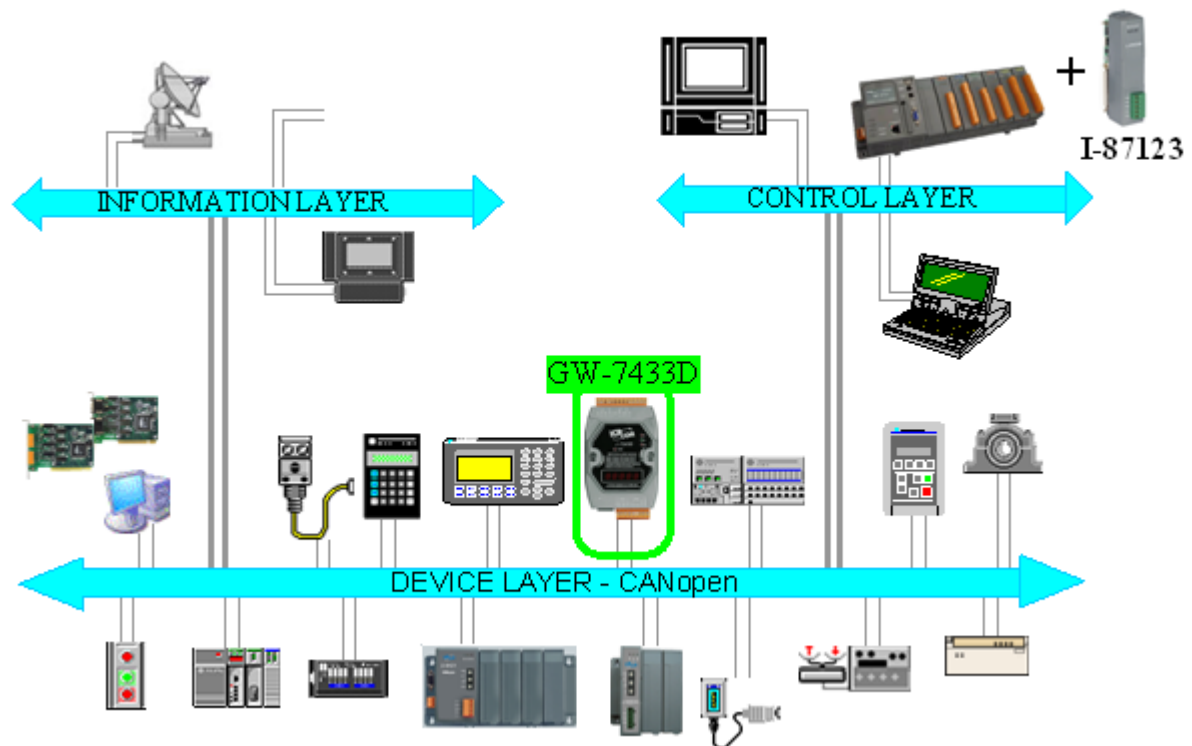 +
I-87123
INFORMATION LAYER
CONTROL LAYER
GW-7433D
DEVICE LAYER - CANopen